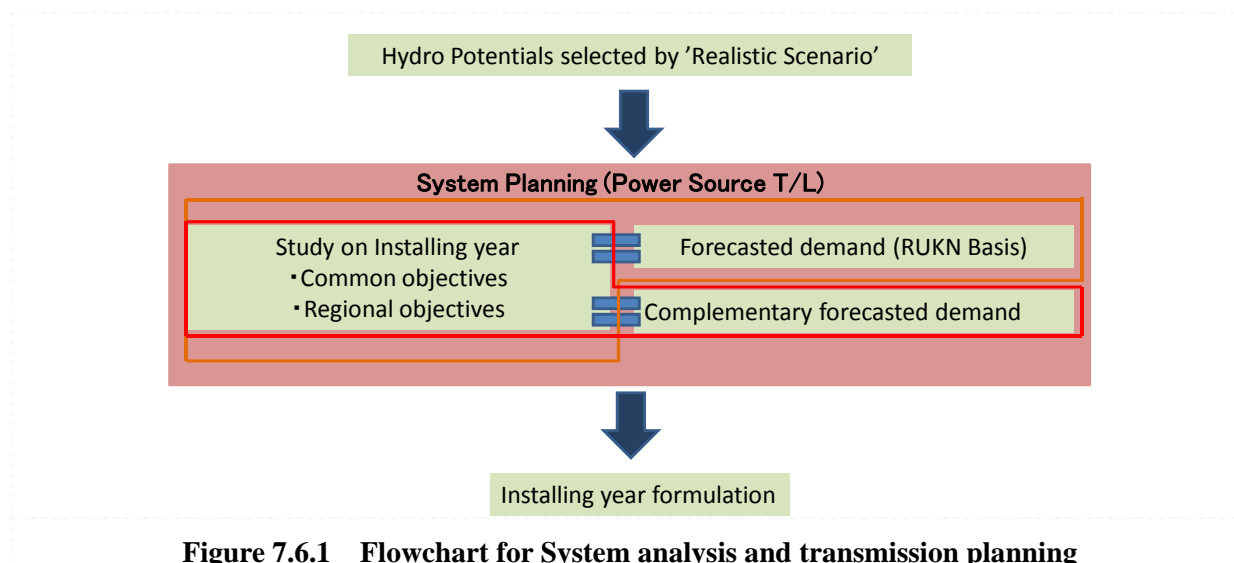 Hydro Potentials selected by ’Realistic Scenario’
System Planning (Power Source T/L)
Study on Installing year
・Common objectives
・Regional objectives
Forecasted demand (RUKN Basis)
Complementary forecasted demand
Installing year formulation
Figure 7.6.1 Flowchart for System analysis and transmission planning